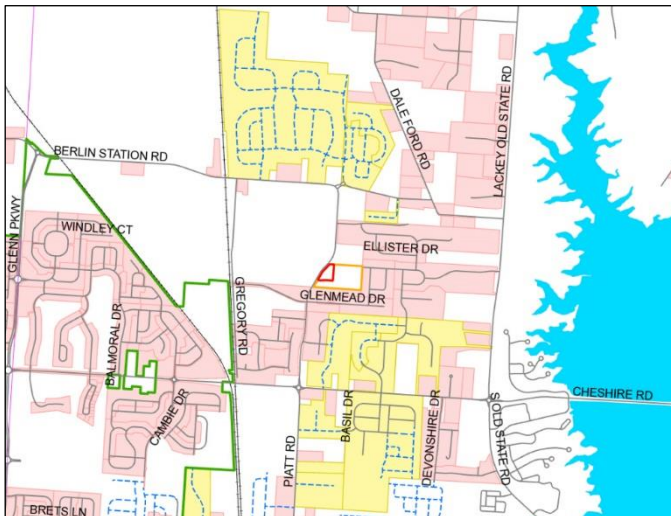 BERLIN STATION RD
DALE FORD RD
LACKEY OLD STATE RD
GLENN PKWY
WINDLEY CT
ELLISTER DR
GREGORY RD
GLENMEAD DR
BALMORAL DR
CAMBIE DR
CHESHIRE RD
PIATT RD
BASIL DR
DEVONSHIRE DR
S OLD STATE RD
BRETS LN